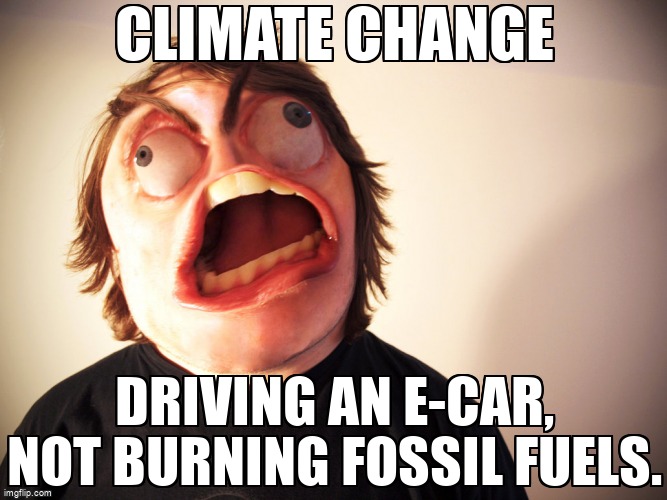 CLIMATE CHANGE
DRIVING AN E-CAR,
NOT BURNING FOSSIL FUELS.
imgflip.com